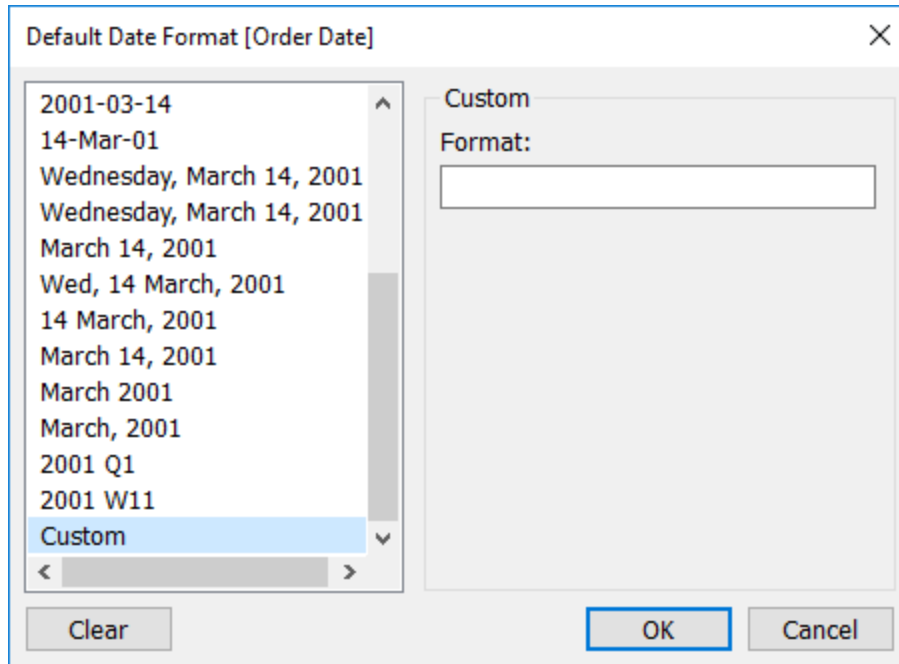 Default Date Format [Order Date]
2001-03-14
14-Mar-01
Wednesday, March 14, 2001
Wednesday, March 14, 2001
March 14, 2001
Wed, 14 March, 2001
14 March, 2001
March 14, 2001
March 2001
March, 2001
2001 Q1
2001 W11
Custom
Custom
Format:
Clear
OK
Cancel